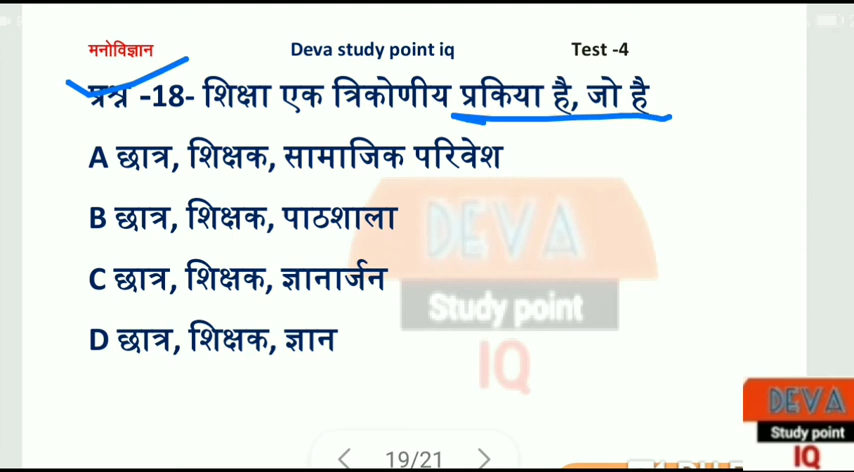 मनोविज्ञान Deva study point iq Test -4
प्रश्न -18- शिक्षा एक त्रिकोणीय प्रकिया है, जो है
A छात्र, शिक्षक, सामाजिक परिवेश
B छात्र, शिक्षक, पाठशाला
C छात्र, शिक्षक, ज्ञानार्जन
D छात्र, शिक्षक, ज्ञान
DEVA
Study point
IQ
DEVA
Study point
IQ
19/21